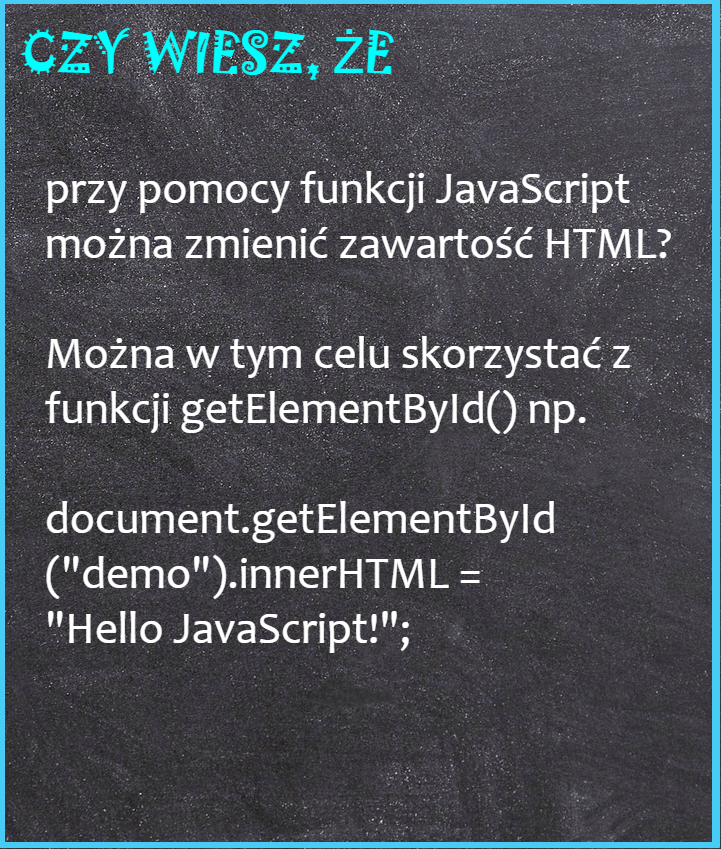 CZY WIESZ, ŻE
przy pomocy funkcji JavaScript
można zmienić zawartość HTML?
Można w tym celu skorzystać z
funkcji getElementById() np.
document.getElementById
("demo").innerHTML =
"Hello JavaScript!";